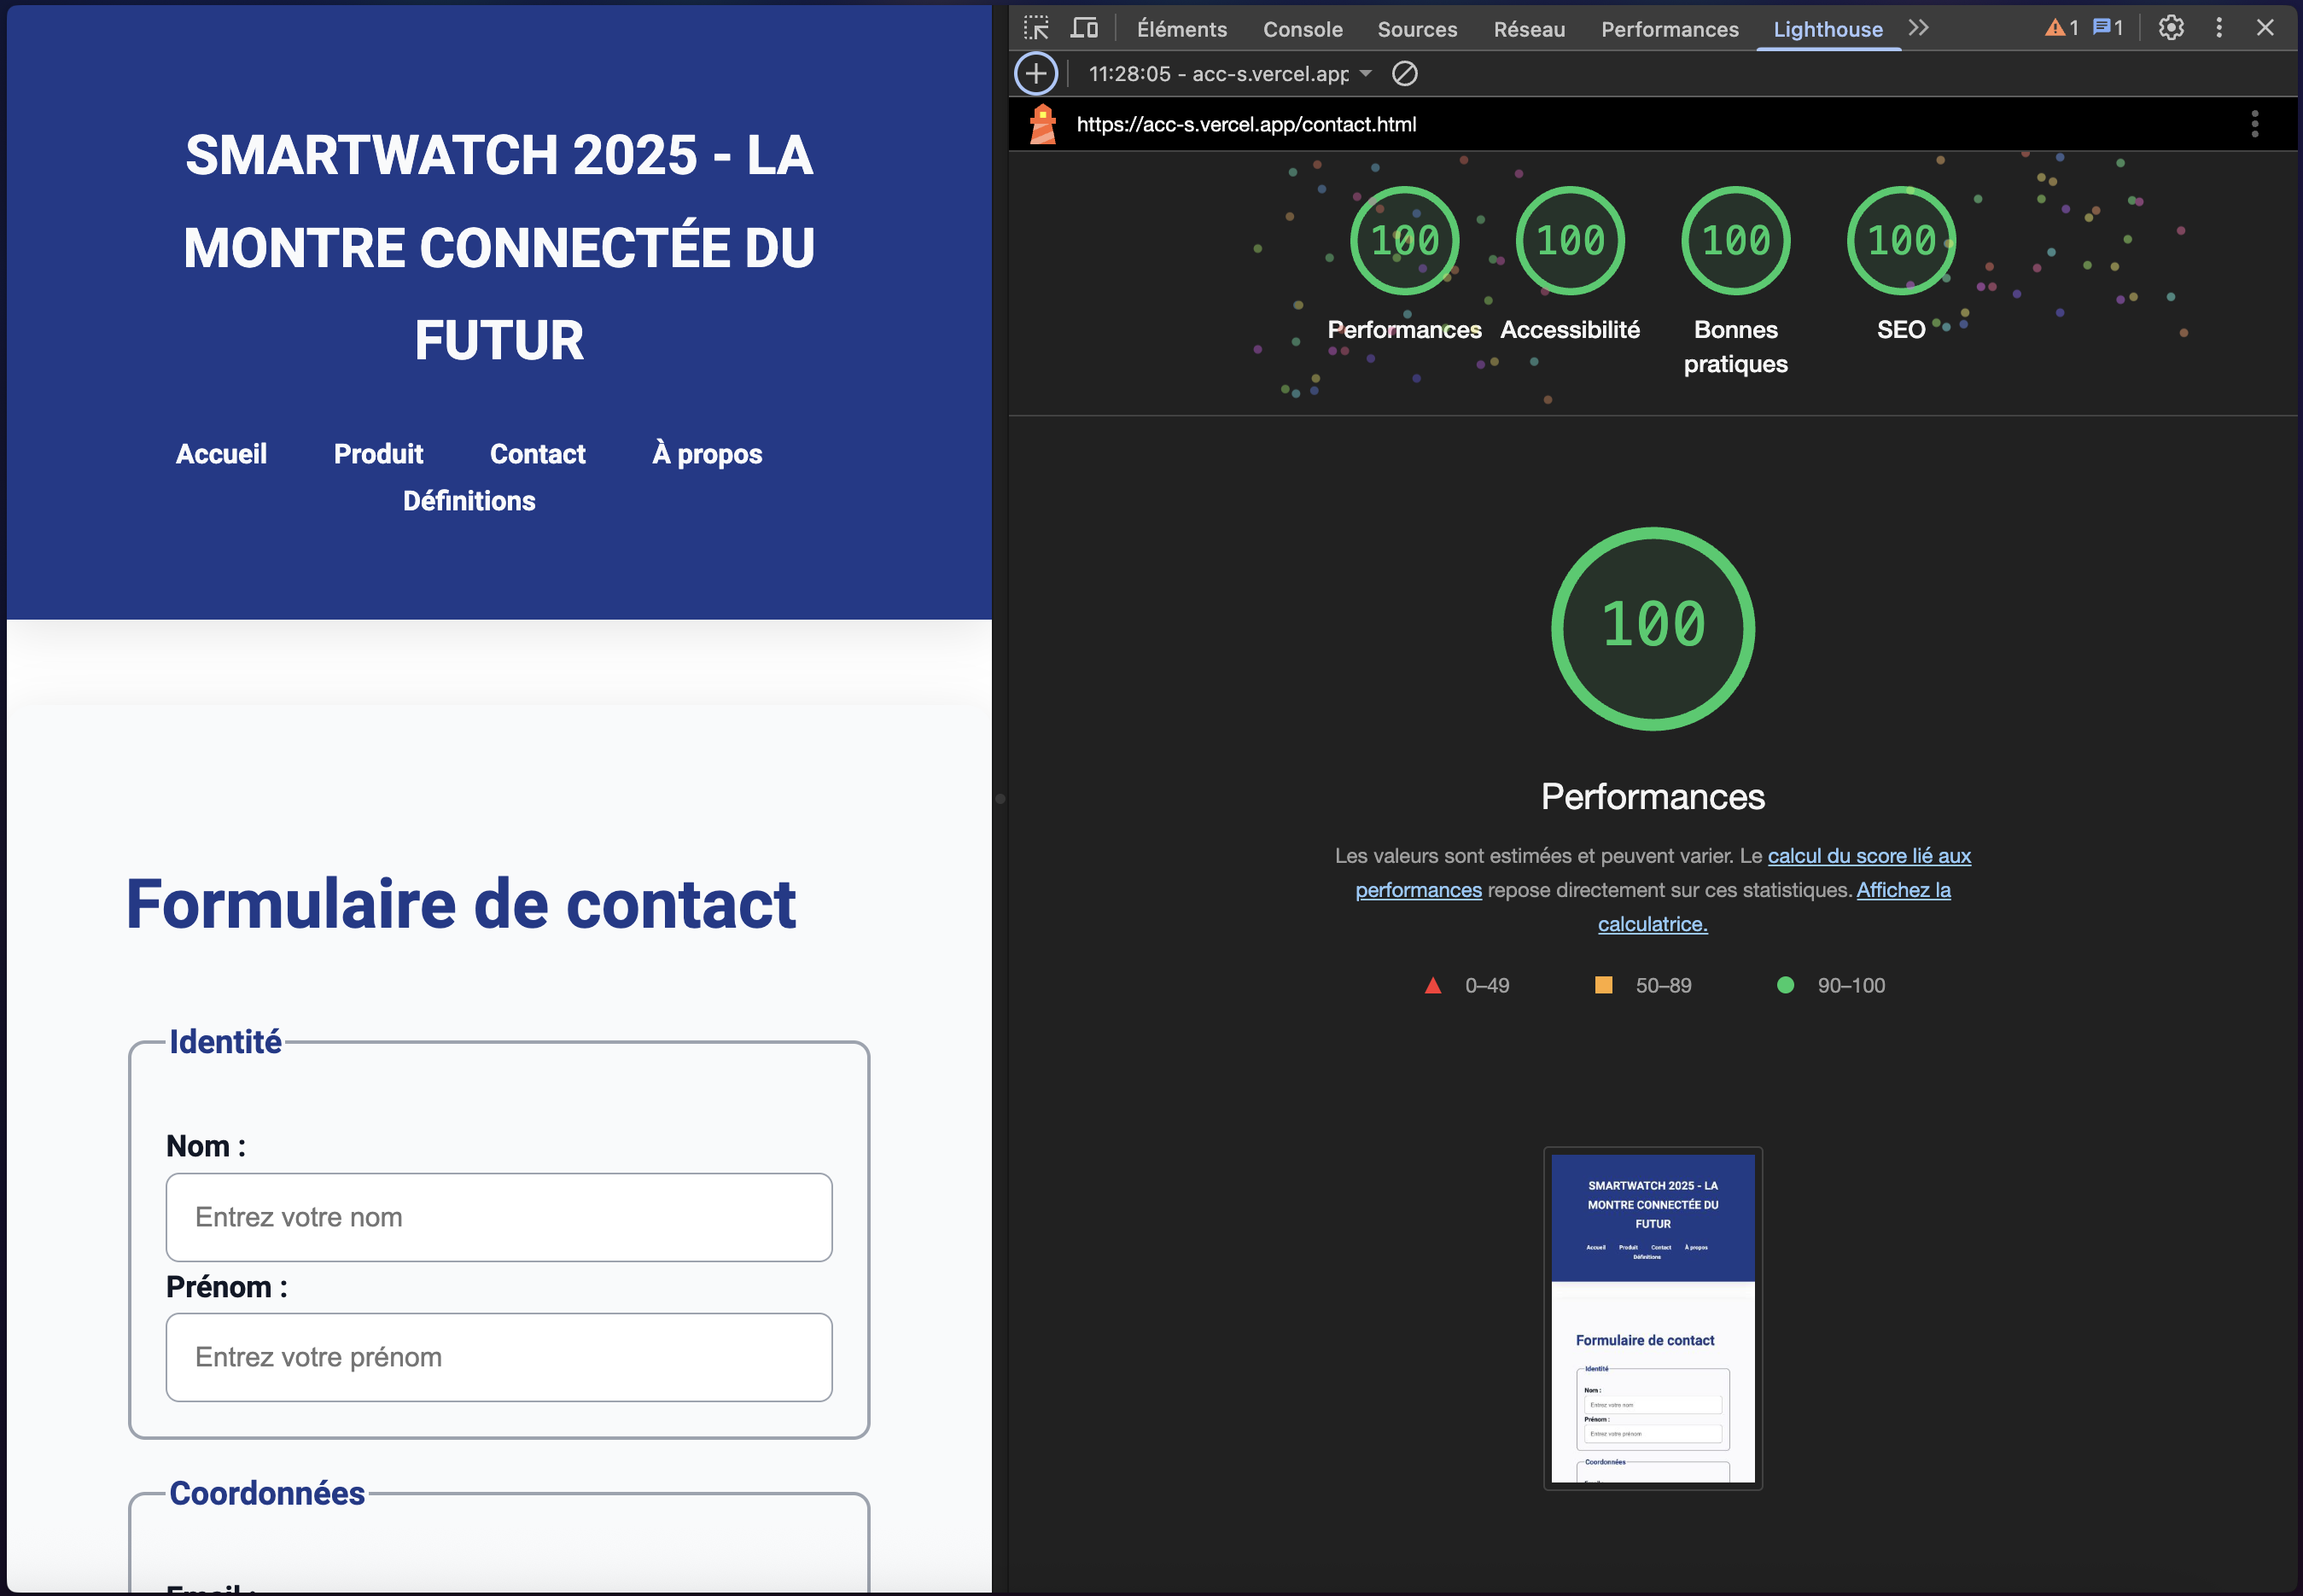 SMARTWATCH 2025 - LA
MONTRE CONNECTÉE DU
FUTUR
Accueil Produit Contact À propos
Définitions
Formulaire de contact
Identité
Nom :
Entrez votre nom
Prénom :
Entrez votre prénom
Coordonnées
Email :
Éléments Console Sources Réseau Performances Lighthouse 1 1
11:28:05 - acc-s.vercel.app
https://acc-s.vercel.app/contact.html
100 100 100 100
Performances Accessibilité Bonnes pratiques SEO
100
Performances
Les valeurs sont estimées et peuvent varier. Le calcul du score lié aux
performances repose directement sur ces statistiques. Affichez la
calculatrice.
0–49 50–89 90–100
SMARTWATCH 2025 - LA
MONTRE CONNECTÉE DU
FUTUR
Accueil Produit Contact À propos
Définitions
Formulaire de contact
Identité
Nom :
Entrez votre nom
Prénom :
Entrez votre prénom
Coordonnées